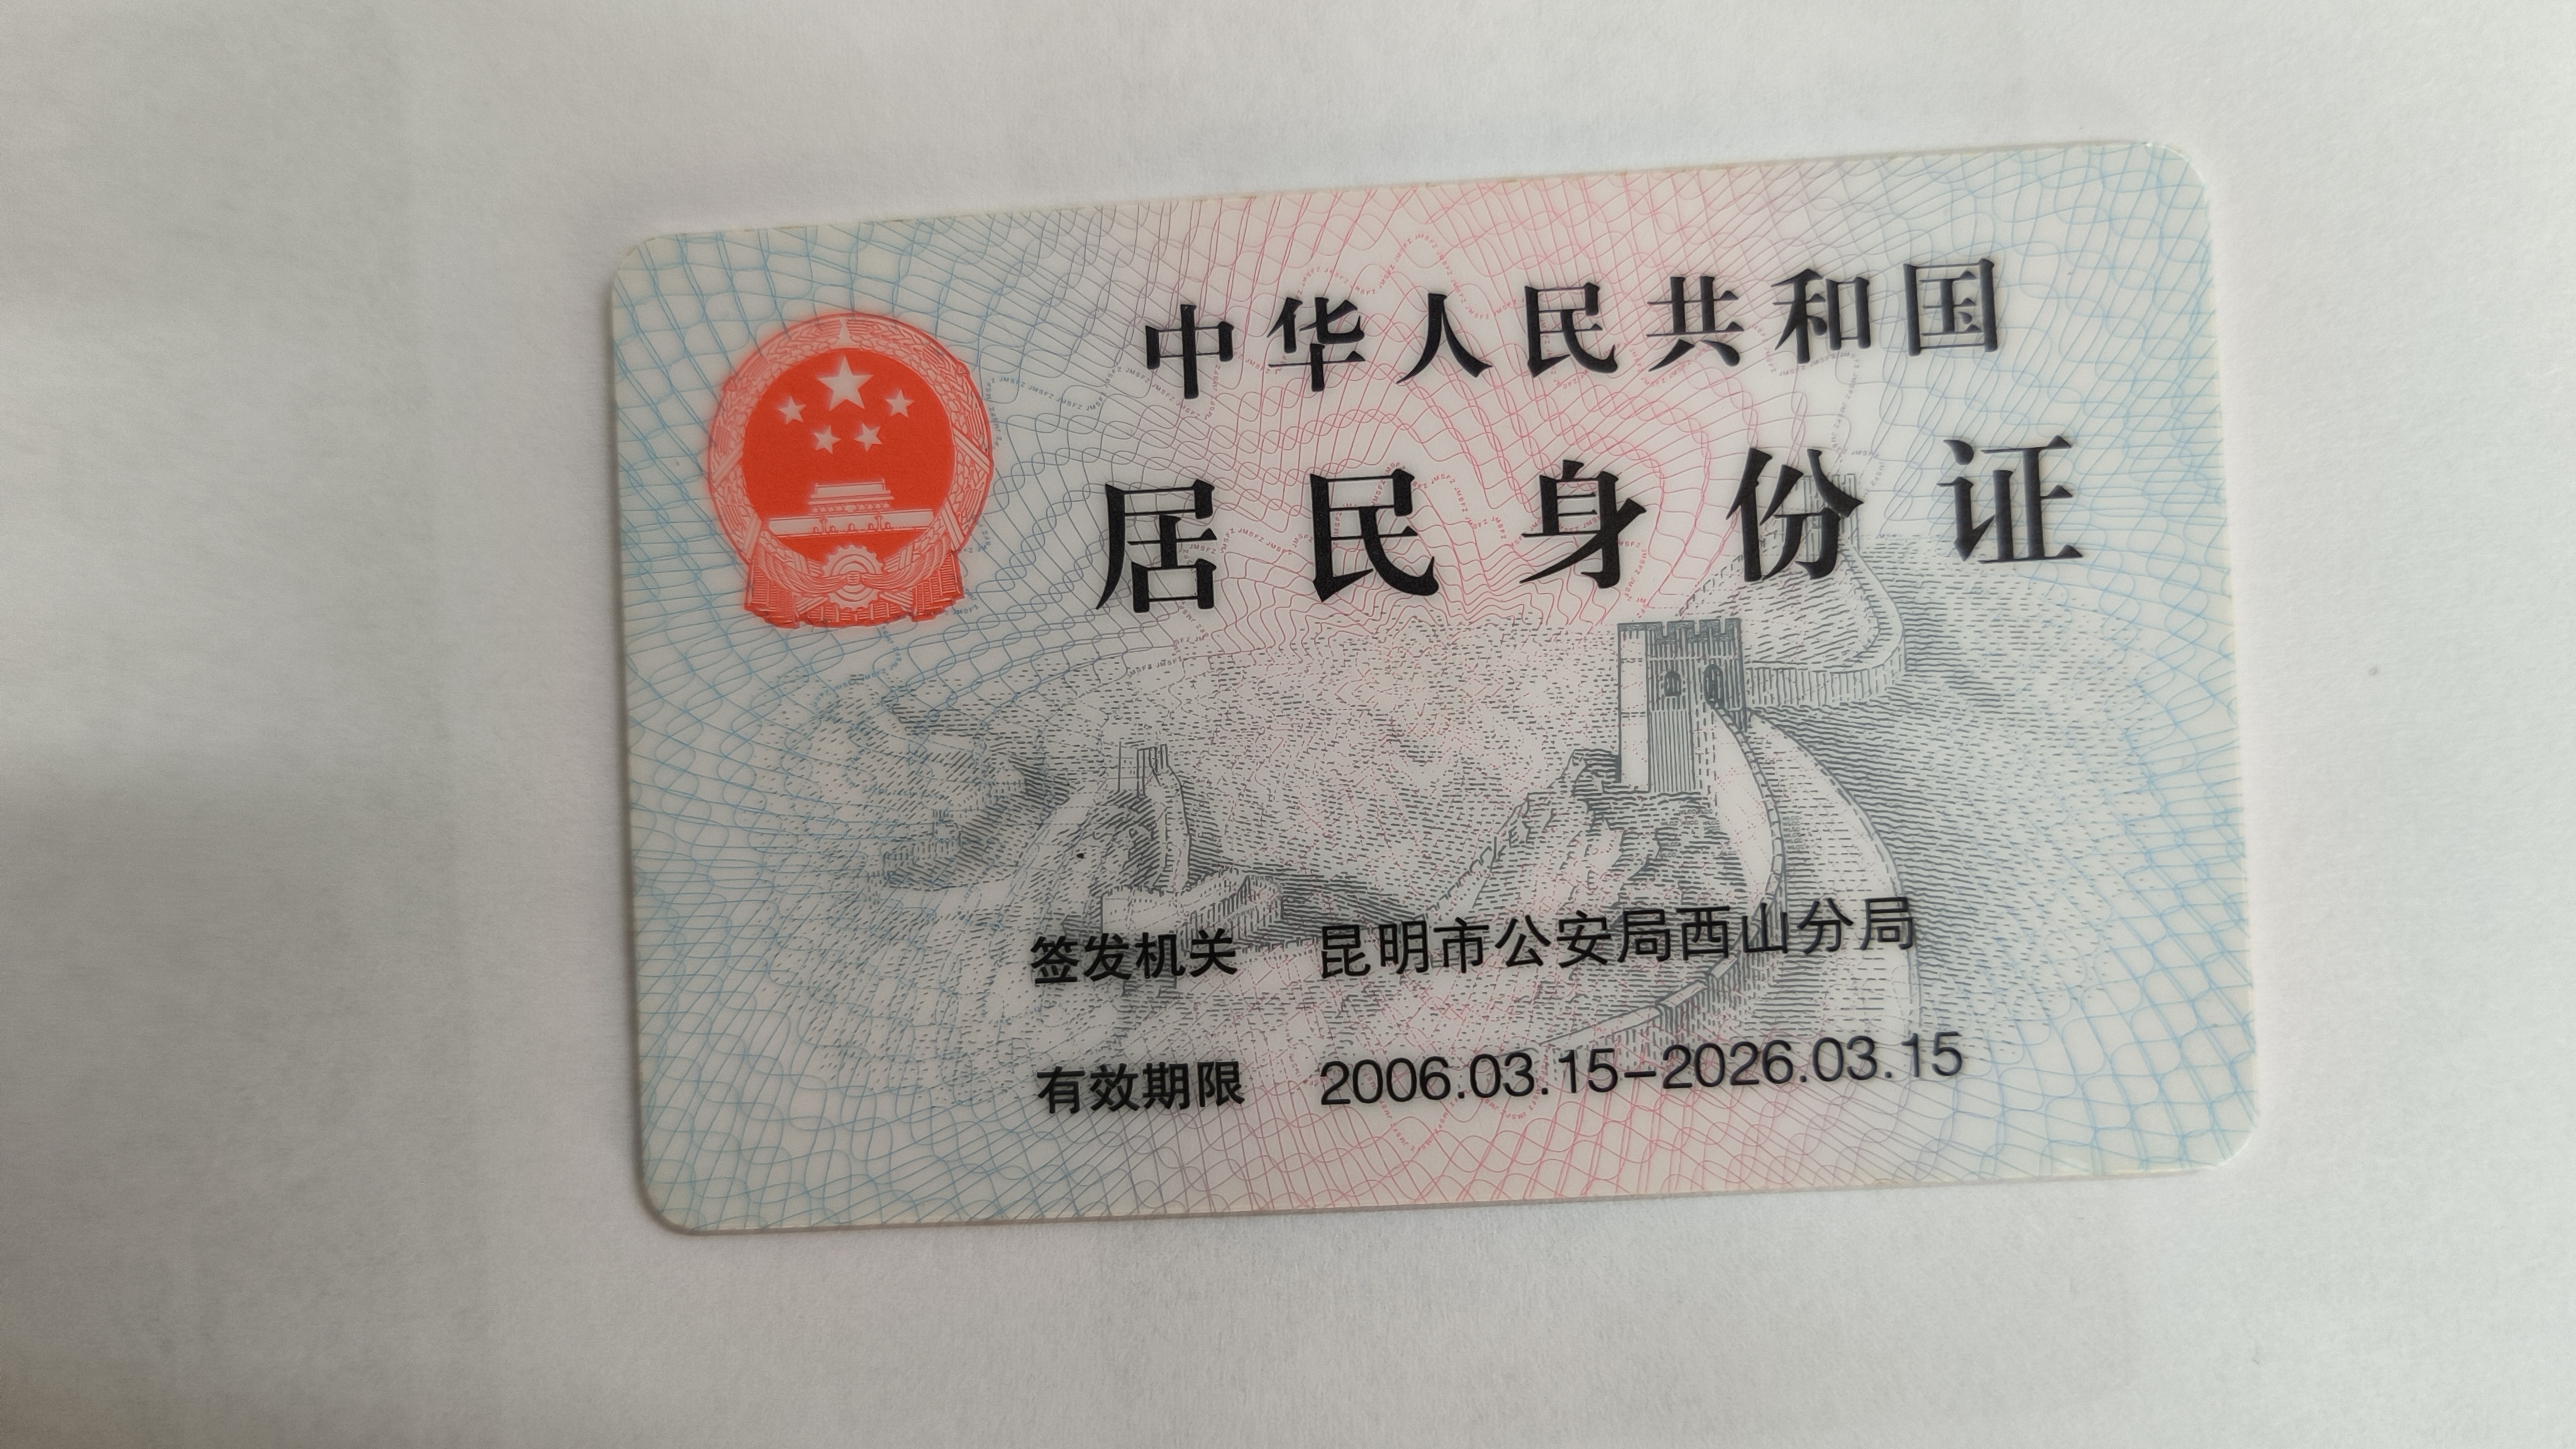 中华人民共和国
居民身份证
签发机关 昆明市公安局西山分局
有效期限 2006.03.15-2026.03.15